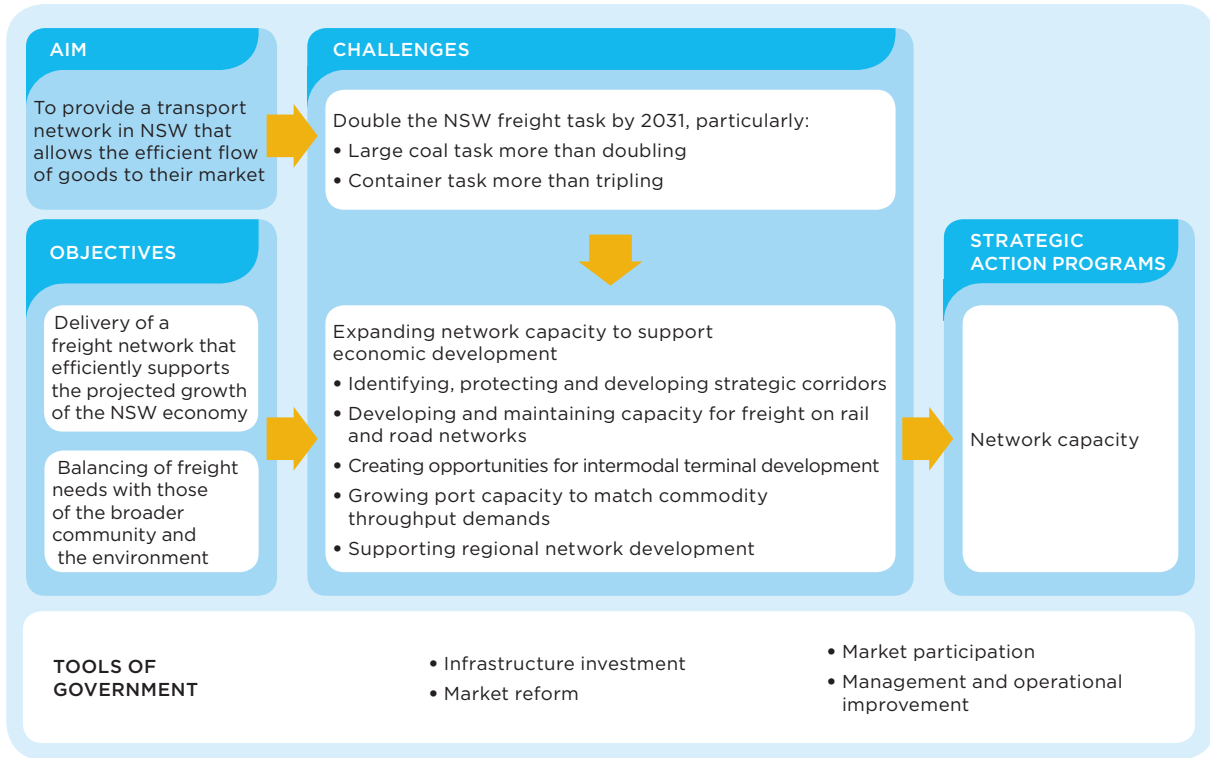 AIM
To provide a transport
network in NSW that
allows the efficient flow
of goods to their market
CHALLENGES
Double the NSW freight task by 2031, particularly:
• Large coal task more than doubling
• Container task more than tripling
OBJECTIVES
Delivery of a
freight network that
efficiently supports
the projected growth
of the NSW economy
Balancing of freight
needs with those
of the broader
community and
the environment
Expanding network capacity to support
economic development
• Identifying, protecting and developing strategic corridors
• Developing and maintaining capacity for freight on rail
and road networks
• Creating opportunities for intermodal terminal development
• Growing port capacity to match commodity
throughput demands
• Supporting regional network development
STRATEGIC
ACTION PROGRAMS
Network capacity
TOOLS OF
GOVERNMENT
• Infrastructure investment
• Market reform
• Market participation
• Management and operational
improvement